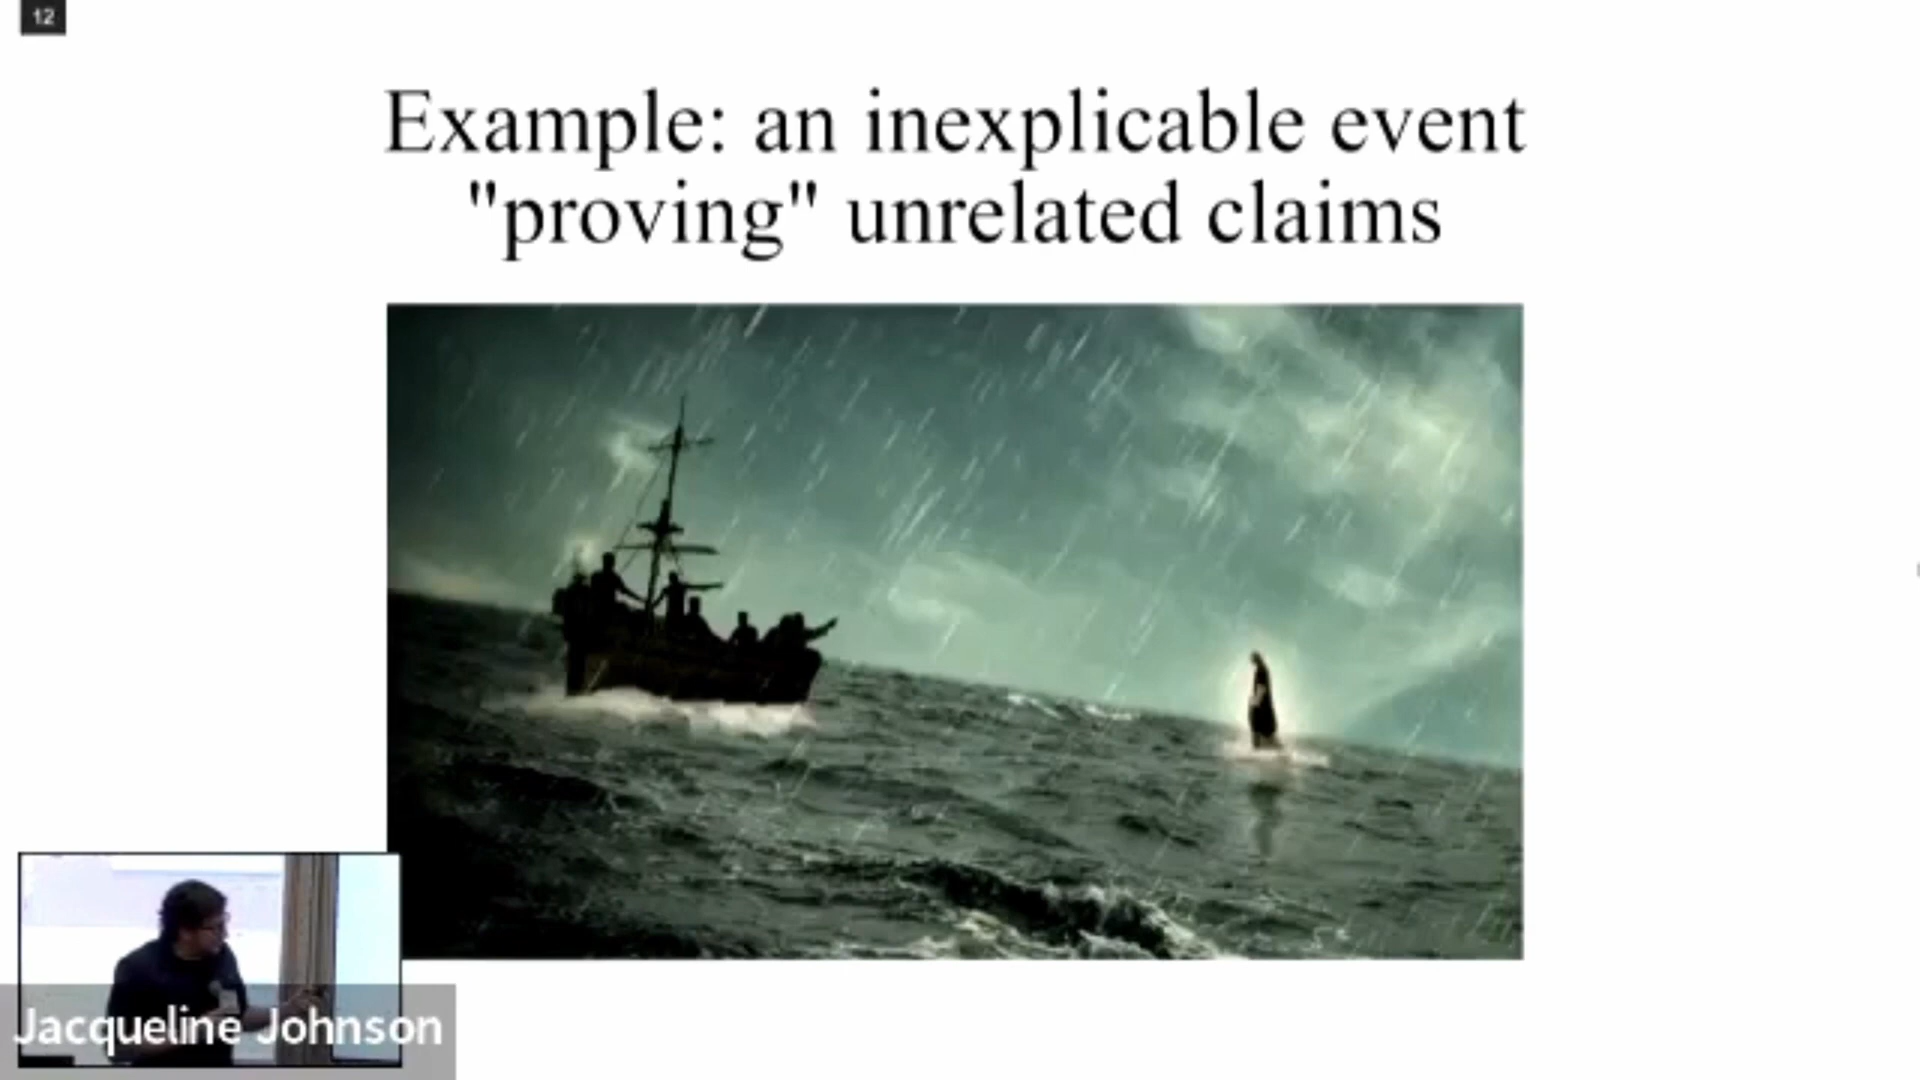 12
Example: an inexplicable event
"proving" unrelated claims
Jacqueline Johnson